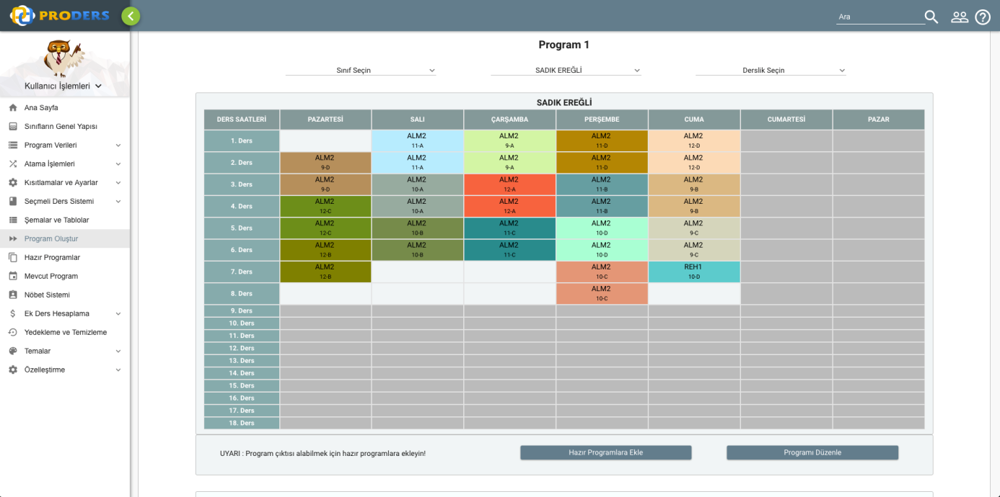 PRODERS
Ara
Kullanıcı İşlemleri
Ana Sayfa
Sınıfların Genel Yapısı
Program Verileri
Atama İşlemleri
Kısıtlamalar ve Ayarlar
Seçmeli Ders Sistemi
Şemalar ve Tablolar
Program Oluştur
Hazır Programlar
Mevcut Program
Nöbet Sistemi
Ek Ders Hesaplama
Yedekleme ve Temizleme
Temalar
Özelleştirme
Program 1
Sınıf Seçin SADIK EREĞLİ Derslik Seçin
SADIK EREĞLİ
DERS SAATLERİ PAZARTESİ SALI ÇARŞAMBA PERŞEMBE CUMA CUMARTESİ PAZAR
1. Ders ALM2 ALM2 ALM2 ALM2
11-A 9-A 11-D 12-D
2. Ders ALM2 ALM2 ALM2 ALM2 ALM2
9-D 11-A 9-A 11-D 12-D
3. Ders ALM2 ALM2 ALM2 ALM2 ALM2
9-D 10-A 12-A 11-B 9-B
4. Ders ALM2 ALM2 ALM2 ALM2 ALM2
12-C 10-A 12-A 11-B 9-B
5. Ders ALM2 ALM2 ALM2 ALM2 ALM2
12-C 10-B 11-C 10-D 9-C
6. Ders ALM2 ALM2 ALM2 ALM2 ALM2
12-B 10-B 11-C 10-D 9-C
7. Ders ALM2 ALM2 REH1
12-B 10-C 10-D
8. Ders ALM2
10-C
9. Ders
10. Ders
11. Ders
12. Ders
13. Ders
14. Ders
15. Ders
16. Ders
17. Ders
18. Ders
UYARI : Program çıktısı alabilmek için hazır programlara ekleyin! Hazır Programlara Ekle Programı Düzenle